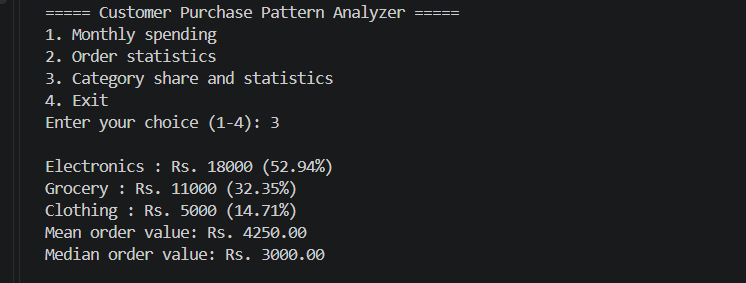 ===== Customer Purchase Pattern Analyzer =====
1. Monthly spending
2. Order statistics
3. Category share and statistics
4. Exit
Enter your choice (1-4): 3
Electronics : Rs. 18000 (52.94%)
Grocery : Rs. 11000 (32.35%)
Clothing : Rs. 5000 (14.71%)
Mean order value: Rs. 4250.00
Median order value: Rs. 3000.00